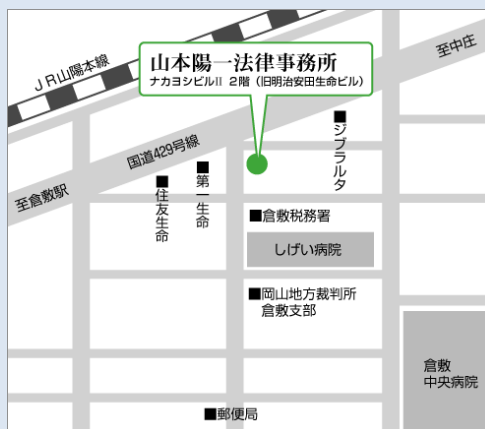 山本陽一法律事務所
ナカヨシビルII 2階（旧明治安田生命ビル）
至中庄
JR山陽本線
国道429号線
至倉敷駅
■ジブラルタ
■第一生命
■住友生命
■倉敷税務署
しげい病院
■岡山地方裁判所
倉敷支部
倉敷
中央病院
■郵便局